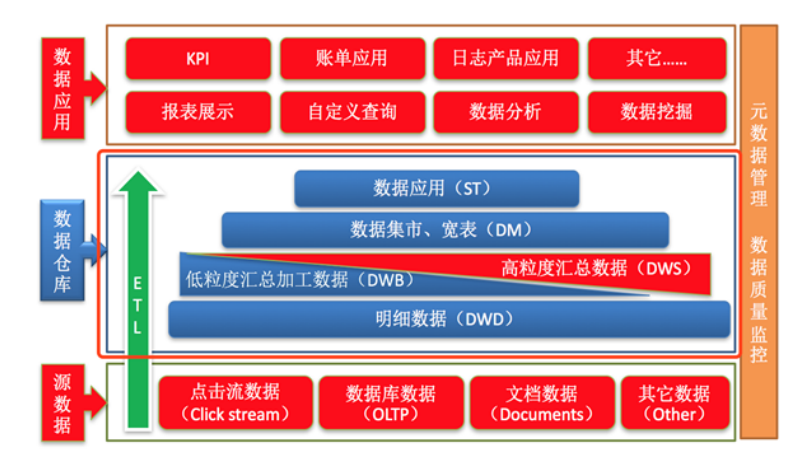 数据应用
KPI
账单应用
日志产品应用
其它......
报表展示
自定义查询
数据分析
数据挖掘
数据仓库
ETL
数据应用（ST）
数据集市、宽表（DM）
高粒度汇总数据（DWS）
低粒度汇总加工数据（DWB）
明细数据（DWD）
源数据
点击流数据
（Click stream）
数据库数据
（OLTP）
文档数据
（Documents）
其它数据
（Other）
元数据管理
数据质量监控